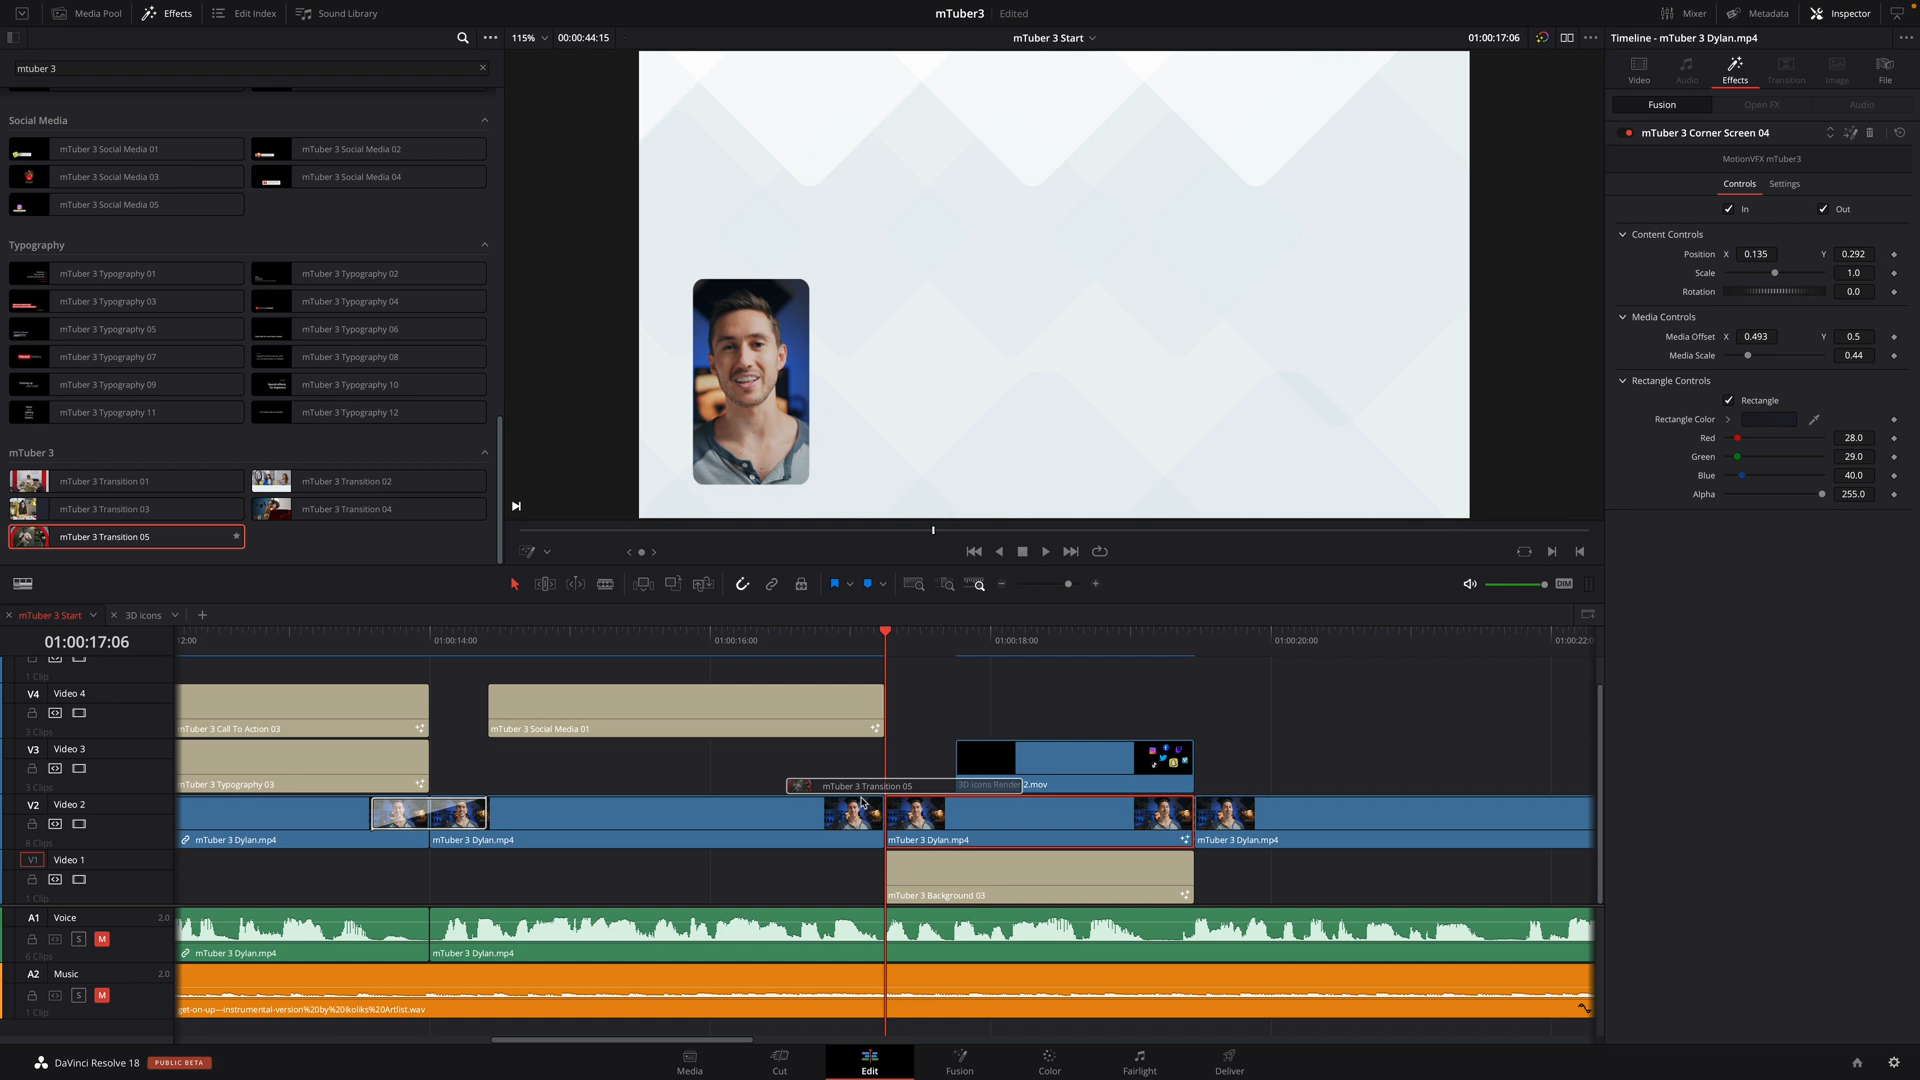 Media Pool
Effects
Edit Index
Sound Library
mTuber3
Edited
Mixer
Metadata
Inspector
115%
00:00:44:15
mTuber 3 Start
01:00:17:06
Timeline - mTuber 3 Dylan.mp4
mtuber 3
Video
Audio
Effects
Transition
Image
File
Fusion
Open FX
Audio
mTuber 3 Corner Screen 04
MotionVFX mTuber3
Controls
Settings
In
Out
Content Controls
Position X 0.135 Y 0.292
Scale 1.0
Rotation 0.0
Media Controls
Media Offset X 0.493 Y 0.5
Media Scale 0.44
Rectangle Controls
Rectangle
Rectangle Color
Red 28.0
Green 29.0
Blue 40.0
Alpha 255.0
Social Media
mTuber 3 Social Media 01
mTuber 3 Social Media 02
mTuber 3 Social Media 03
mTuber 3 Social Media 04
mTuber 3 Social Media 05
Typography
mTuber 3 Typography 01
mTuber 3 Typography 02
mTuber 3 Typography 03
mTuber 3 Typography 04
mTuber 3 Typography 05
mTuber 3 Typography 06
mTuber 3 Typography 07
mTuber 3 Typography 08
mTuber 3 Typography 09
mTuber 3 Typography 10
mTuber 3 Typography 11
mTuber 3 Typography 12
mTuber 3
mTuber 3 Transition 01
mTuber 3 Transition 02
mTuber 3 Transition 03
mTuber 3 Transition 04
mTuber 3 Transition 05
DIM
mTuber 3 Start
3D icons
01:00:17:06
12:00
01:00:14:00
01:00:16:00
01:00:18:00
01:00:20:00
01:00:22:0
1 Clip
V4 Video 4
3 Clips
mTuber 3 Call To Action 03
mTuber 3 Social Media 01
V3 Video 3
3 Clips
mTuber 3 Typography 03
mTuber 3 Transition 05
3D icons Render 2.mov
V2 Video 2
8 Clips
mTuber 3 Dylan.mp4
mTuber 3 Dylan.mp4
mTuber 3 Dylan.mp4
mTuber 3 Dylan.mp4
V1 Video 1
1 Clip
mTuber 3 Background 03
A1 Voice 2.0
S M
6 Clips
mTuber 3 Dylan.mp4
mTuber 3 Dylan.mp4
A2 Music 2.0
S M
1 Clip
get-on-up---instrumental-version%20by%20ikoliks%20Artlist.wav
DaVinci Resolve 18
PUBLIC BETA
Media
Cut
Edit
Fusion
Color
Fairlight
Deliver